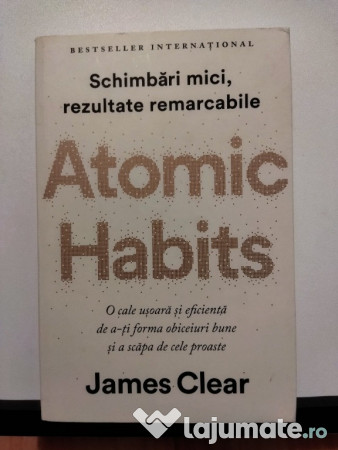 BESTSELLER INTERNAȚIONAL
Schimbări mici,
rezultate remarcabile
Atomic
Habits
O cale ușoară și eficientă
de a-ți forma obiceiuri bune
și a scăpa de cele proaste
James Clear
lajumate.ro